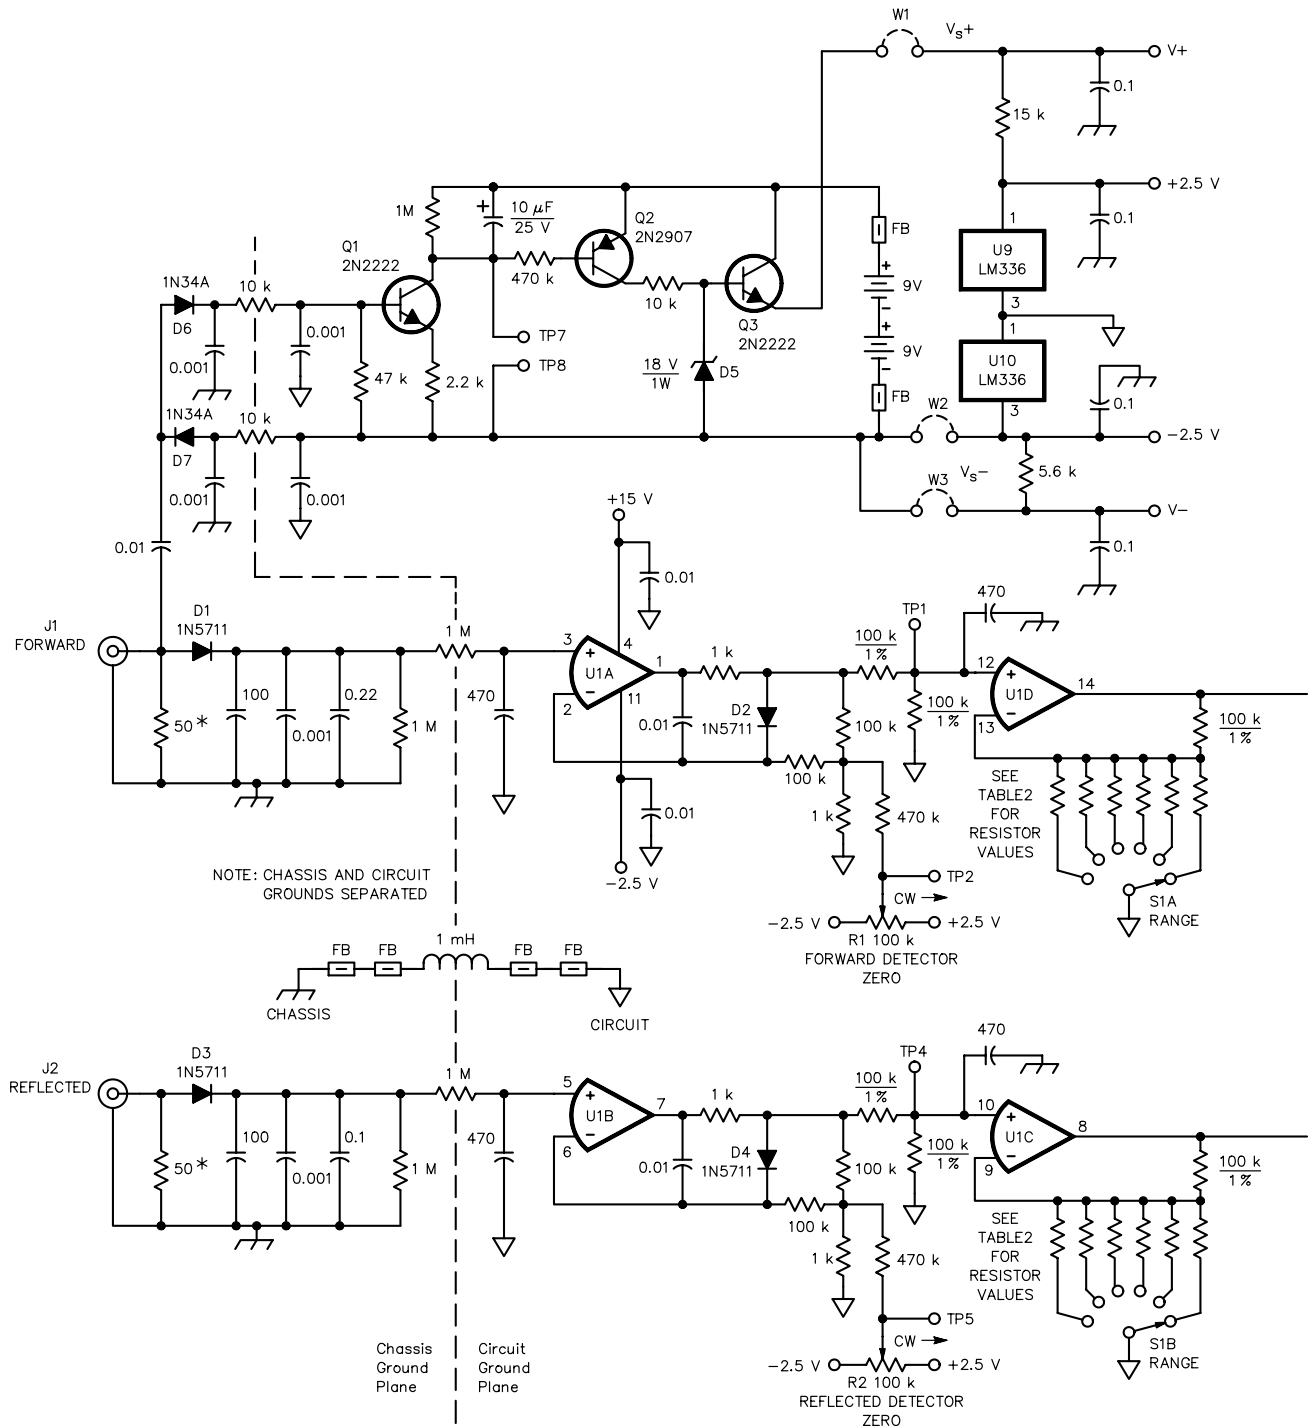 W1
Vs+
V+
0.1
15 k
+2.5 V
1M
+
10 μF
25 V
Q2
2N2907
FB
1
0.1
Q1
2N2222
U9
LM336
1N34A
10 k
470 k
+
9V
−
D6
0.001
10 k
Q3
2N2222
3
1
0.001
TP7
+
9V
−
U10
LM336
TP8
18 V
1W
D5
47 k
2.2 k
FB
0.1
1N34A
10 k
W2
3
−2.5 V
D7
W3
Vs−
5.6 k
0.001
0.001
+15 V
V−
0.01
0.1
0.01
470
J1
FORWARD
D1
1N5711
1 M
TP1
3
+
4
U1A
1
1 k
100 k
1%
12
+
U1D
14
−
2
11
−
13
100
0.22
470
50*
0.001
1 M
0.01
D2
1N5711
100 k
100 k
1%
100 k
1%
100 k
SEE
TABLE2
FOR
RESISTOR
VALUES
0.01
1 k
470 k
NOTE: CHASSIS AND CIRCUIT
GROUNDS SEPARATED
−2.5 V
TP2
CW →
S1A
RANGE
−2.5 V
+2.5 V
R1 100 k
FORWARD DETECTOR
ZERO
FB
FB
1 mH
FB
FB
CHASSIS
CIRCUIT
470
J2
REFLECTED
D3
1N5711
1 M
TP4
5
+
U1B
7
1 k
100 k
1%
10
+
U1C
8
−
6
−
9
100
0.1
470
50*
0.001
1 M
0.01
D4
1N5711
100 k
100 k
1%
100 k
1%
100 k
SEE
TABLE2
FOR
RESISTOR
VALUES
1 k
470 k
TP5
CW →
S1B
RANGE
Chassis
Ground
Plane
Circuit
Ground
Plane
−2.5 V
+2.5 V
R2 100 k
REFLECTED DETECTOR
ZERO